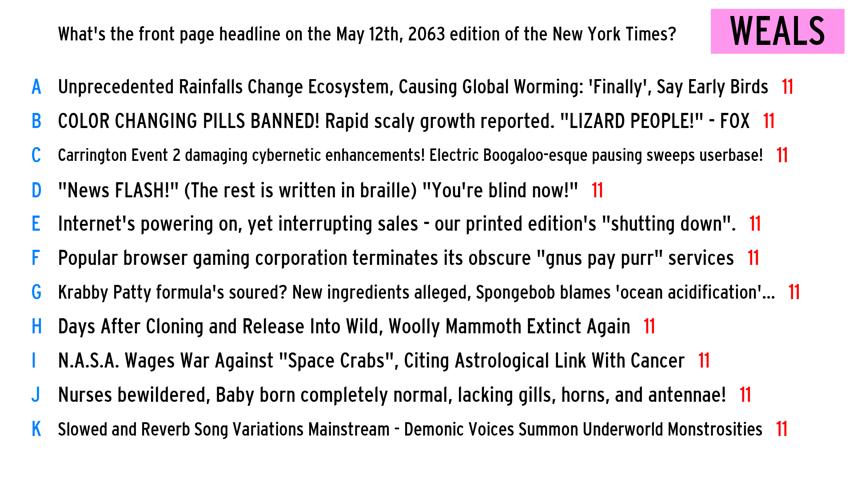 What's the front page headline on the May 12th, 2063 edition of the New York Times?
WEALS
A Unprecedented Rainfalls Change Ecosystem, Causing Global Worming: 'Finally', Say Early Birds 11
B COLOR CHANGING PILLS BANNED! Rapid scaly growth reported. "LIZARD PEOPLE!" - FOX 11
C Carrington Event 2 damaging cybernetic enhancements! Electric Boogaloo-esque pausing sweeps userbase! 11
D "News FLASH!" (The rest is written in braille) "You're blind now!" 11
E Internet's powering on, yet interrupting sales - our printed edition's "shutting down". 11
F Popular browser gaming corporation terminates its obscure "gnus pay purr" services 11
G Krabby Patty formula's soured? New ingredients alleged, Spongebob blames 'ocean acidification'... 11
H Days After Cloning and Release Into Wild, Woolly Mammoth Extinct Again 11
I N.A.S.A. Wages War Against "Space Crabs", Citing Astrological Link With Cancer 11
J Nurses bewildered, Baby born completely normal, lacking gills, horns, and antennae! 11
K Slowed and Reverb Song Variations Mainstream - Demonic Voices Summon Underworld Monstrosities 11